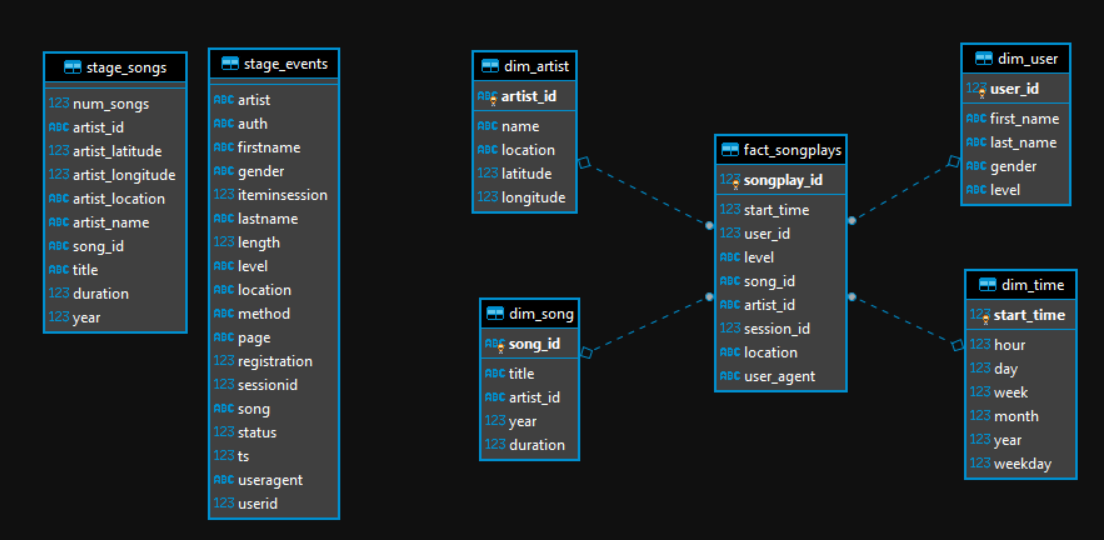 stage_songs
123 num_songs
ABC artist_id
123 artist_latitude
123 artist_longitude
ABC artist_location
ABC artist_name
ABC song_id
ABC title
123 duration
123 year
stage_events
ABC artist
ABC auth
ABC firstname
ABC gender
123 iteminsession
ABC lastname
123 length
ABC level
ABC location
ABC method
ABC page
123 registration
123 sessionid
ABC song
123 status
123 ts
ABC useragent
123 userid
dim_artist
ABC artist_id
ABC name
ABC location
123 latitude
123 longitude
dim_song
ABC song_id
ABC title
ABC artist_id
123 year
123 duration
fact_songplays
123 songplay_id
123 start_time
123 user_id
ABC level
ABC song_id
ABC artist_id
123 session_id
ABC location
ABC user_agent
dim_user
123 user_id
ABC first_name
ABC last_name
ABC gender
ABC level
dim_time
123 start_time
123 hour
123 day
123 week
123 month
123 year
123 weekday